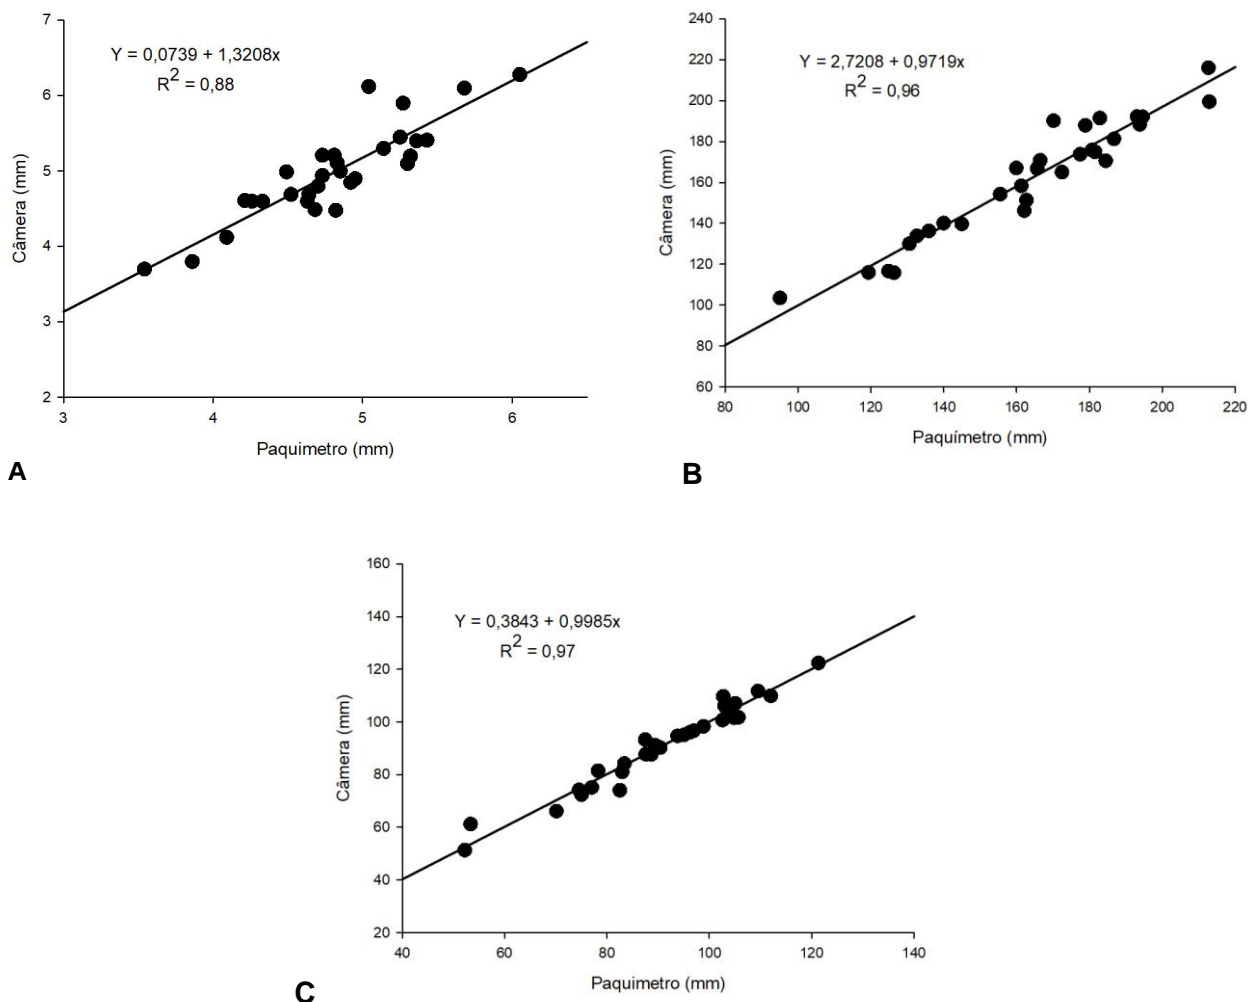 7
Y = 0,0739 + 1,3208x
R2 = 0,88
6
5
4
3
2
3 4 5 6
Câmera (mm)
Paquimetro (mm)
A
240
220
Y = 2,7208 + 0,9719x
R2 = 0,96
200
180
160
140
120
100
80
60
80 100 120 140 160 180 200 220
Câmera (mm)
Paquímetro (mm)
B
160
140
Y = 0,3843 + 0,9985x
R2 = 0,97
120
100
80
60
40
20
40 60 80 100 120 140
Câmera (mm)
Paquimetro (mm)
C